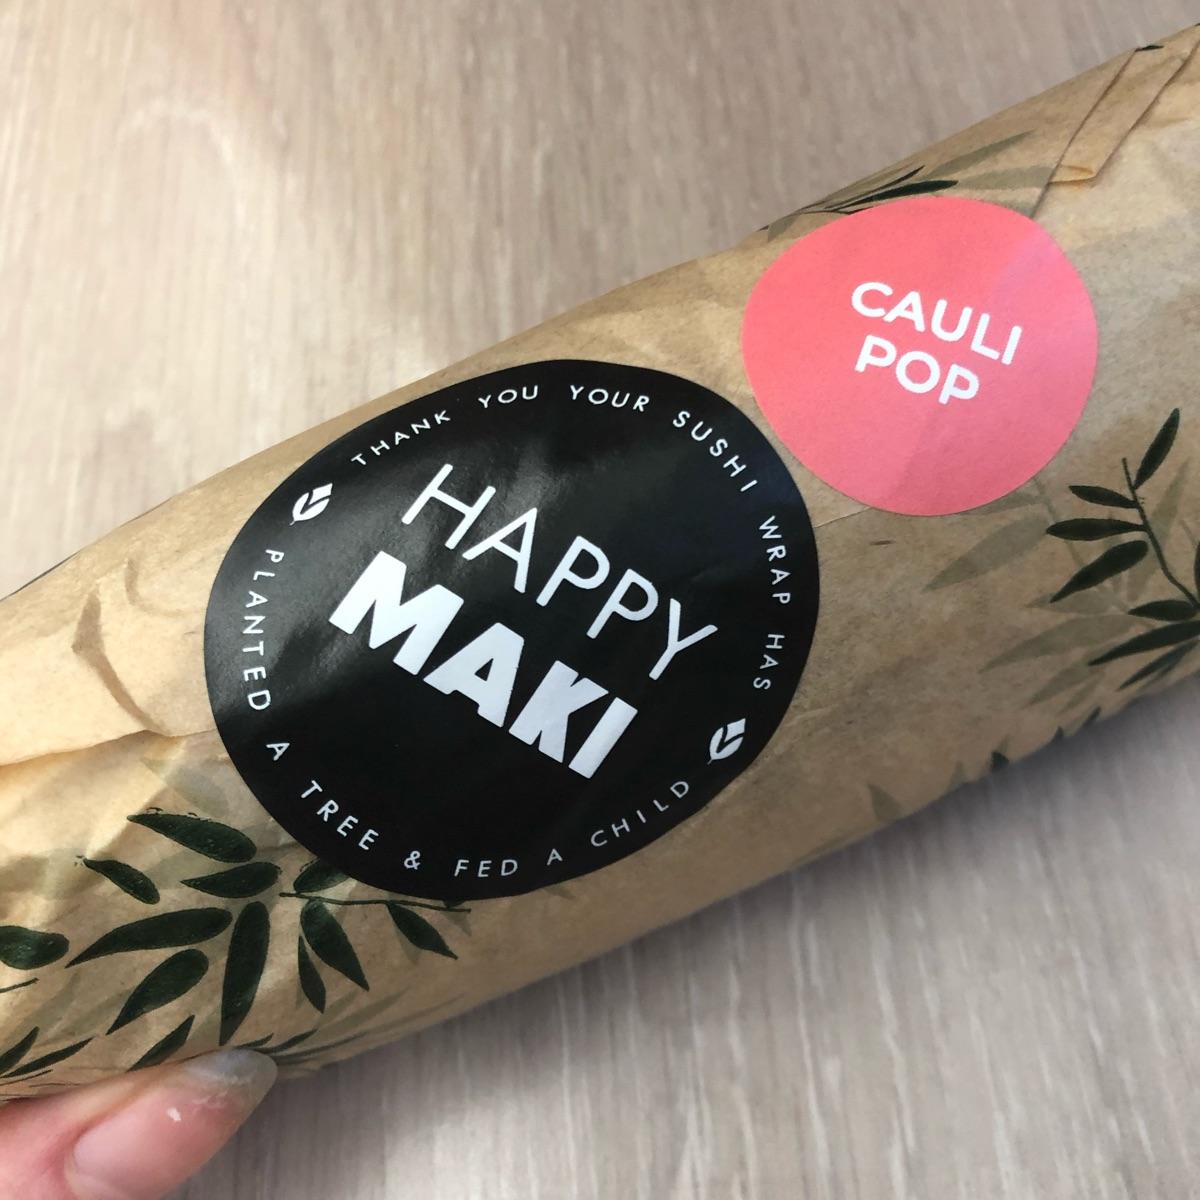 THANK YOU YOUR SUSHI WRAP HAS
PLANTED A TREE & FED A CHILD
HAPPY
MAKI
CAULI
POP